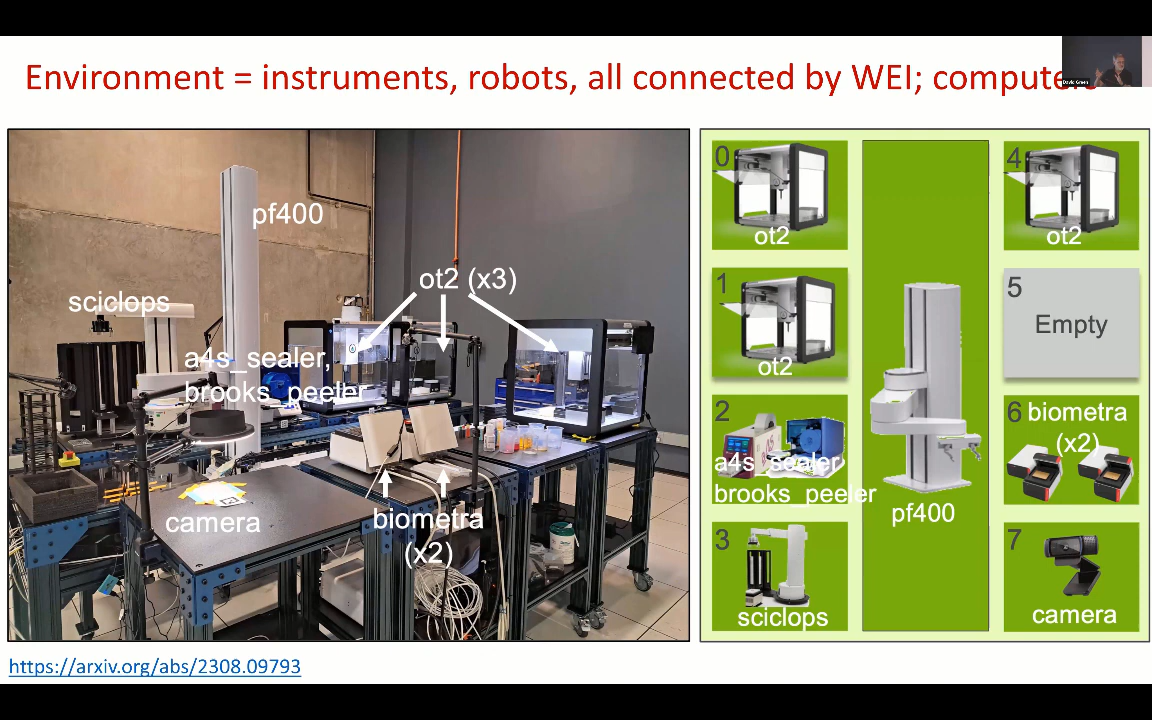 Environment = instruments, robots, all connected by WEI; computers
David Green
pf400
sciclops
ot2 (x3)
a4s_sealer,
brooks_peeler
camera
biometra
(x2)
0
ot2
1
ot2
2
a4s_sealer
brooks_peeler
3
sciclops
pf400
4
ot2
5
Empty
6 biometra
(x2)
7
camera
https://arxiv.org/abs/2308.09793